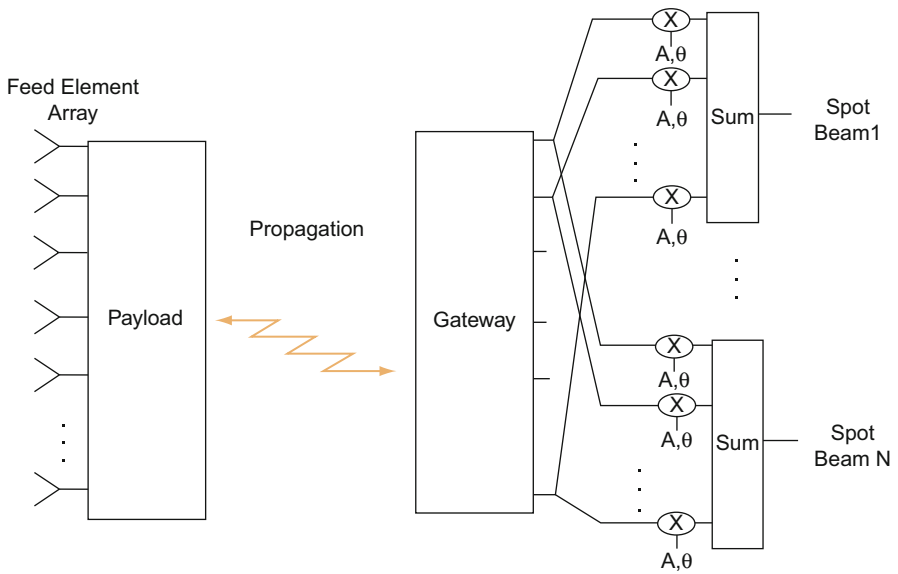 Feed Element
Array
Payload
Propagation
Gateway
X
A,θ
X
A,θ
X
A,θ
Sum
Spot
Beam1
X
A,θ
X
A,θ
X
A,θ
Sum
Spot
Beam N